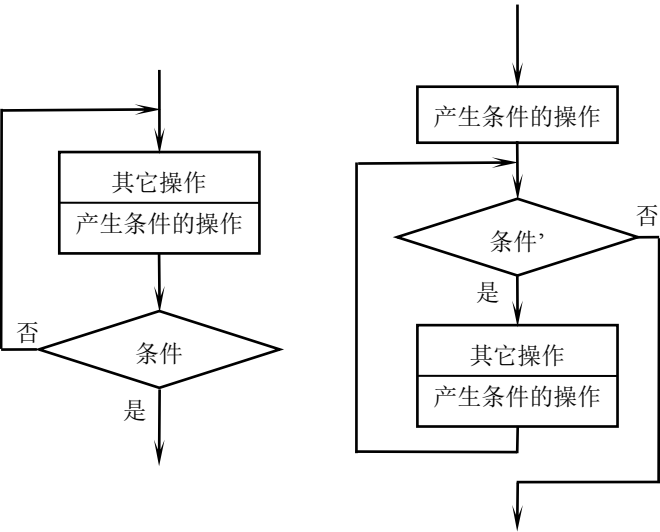 其它操作
产生条件的操作
否
条件
是
产生条件的操作
条件’
否
是
其它操作
产生条件的操作